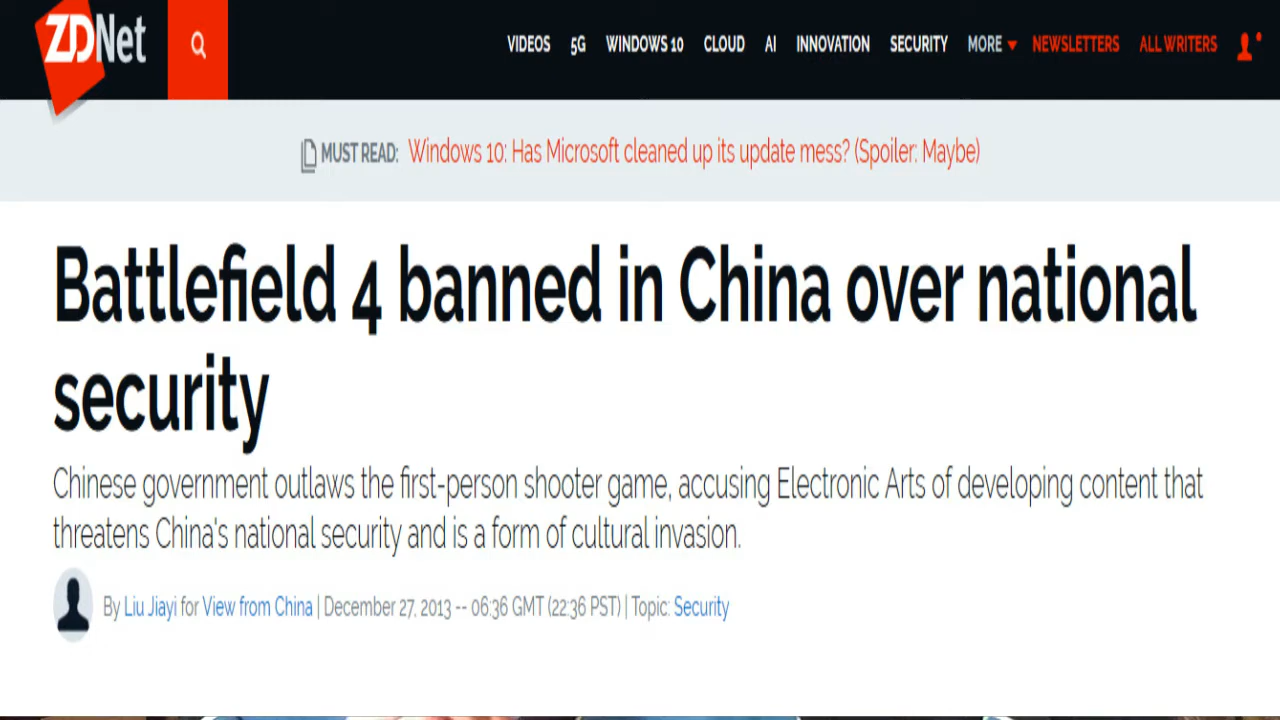 ZDNet VIDEOS 5G WINDOWS 10 CLOUD AI INNOVATION SECURITY MORE NEWSLETTERS ALL WRITERS
MUST READ: Windows 10: Has Microsoft cleaned up its update mess? (Spoiler: Maybe)
Battlefield 4 banned in China over national
security
Chinese government outlaws the first-person shooter game, accusing Electronic Arts of developing content that
threatens China's national security and is a form of cultural invasion.
By Liu Jiayi for View from China | December 27, 2013 -- 06:36 GMT (22:36 PST) | Topic: Security